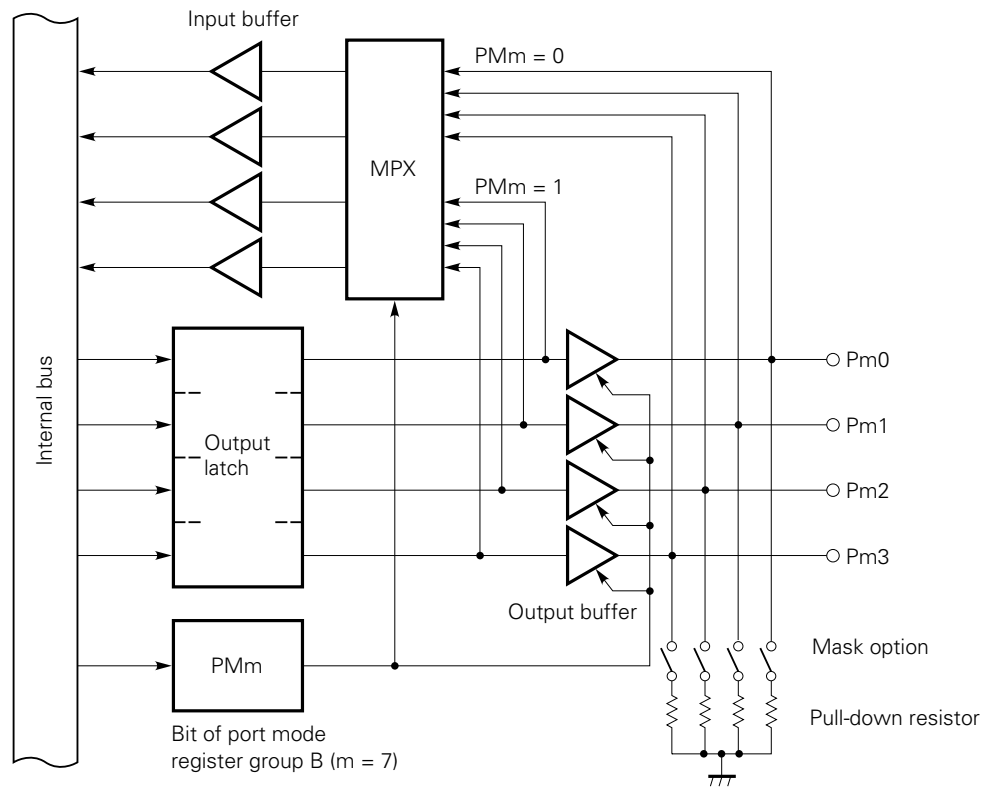 Input buffer
PMm = 0
MPX
PMm = 1
Internal bus
Output
latch
Pm0
Pm1
Pm2
Pm3
Output buffer
PMm
Mask option
Pull-down resistor
Bit of port mode
register group B (m = 7)